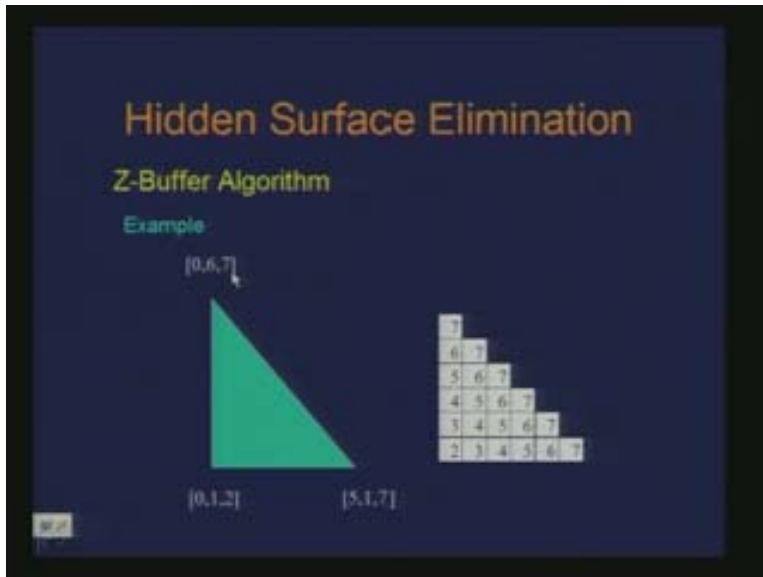 Hidden Surface Elimination
Z-Buffer Algorithm
Example
[0,6,7]
7
6 7
5 6 7
4 5 6 7
3 4 5 6 7
2 3 4 5 6 7
[0,1,2] [5,1,7]